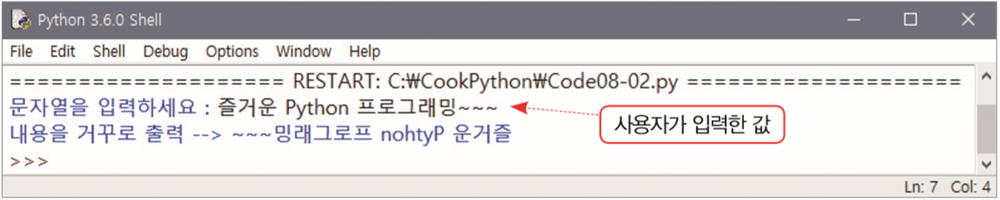 Python 3.6.0 Shell
File Edit Shell Debug Options Window Help
===================== RESTART: C:₩CookPython₩Code08-02.py =====================
문자열을 입력하세요 : 즐거운 Python 프로그래밍~~~
사용자가 입력한 값
내용을 거꾸로 출력 --> ~~~밍래그로프 nohtyP 운거즐
>>>
Ln: 7 Col: 4